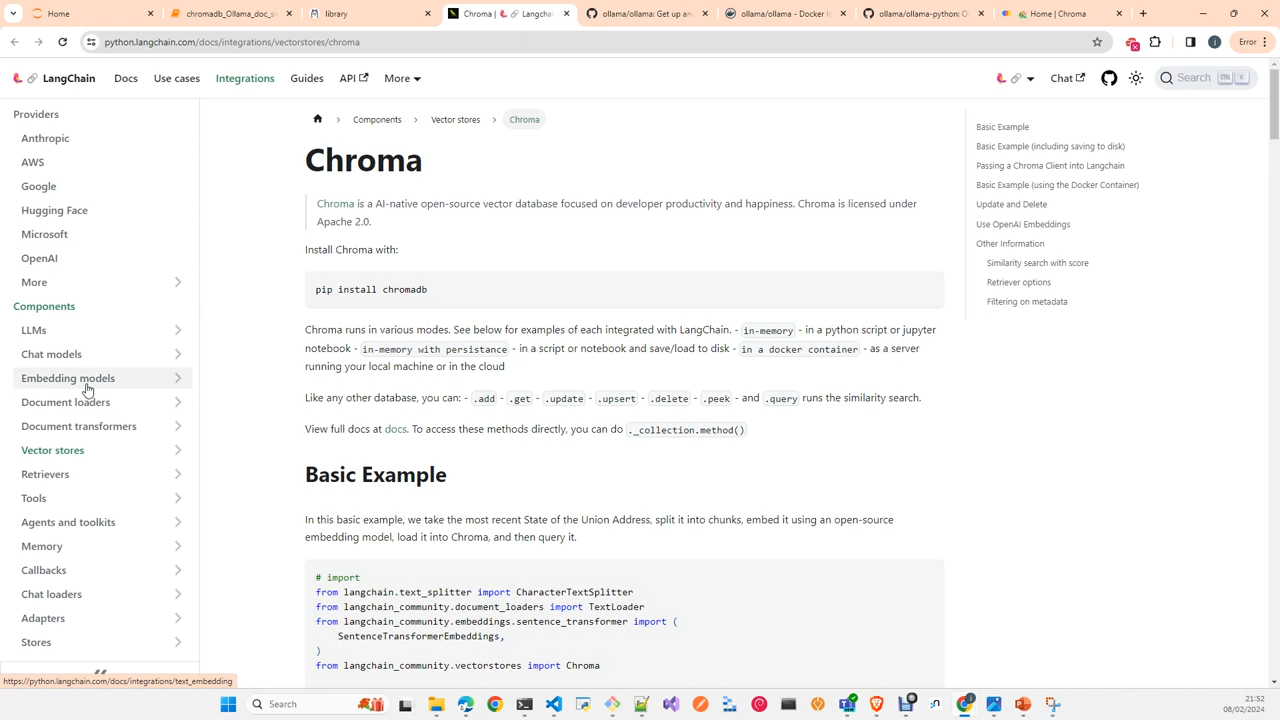 Home
chromadb_Ollama_doc_s
library
Chroma | 🦜️🔗 Langchai
ollama/ollama: Get up and
ollama/ollama - Docker Im
ollama/ollama-python: Ol
Home | Chroma
python.langchain.com/docs/integrations/vectorstores/chroma
Error
LangChain
Docs
Use cases
Integrations
Guides
API
More
Chat
Search
Ctrl
K
Providers
Anthropic
AWS
Google
Hugging Face
Microsoft
OpenAI
More
Components
LLMs
Chat models
Embedding models
Document loaders
Document transformers
Vector stores
Retrievers
Tools
Agents and toolkits
Memory
Callbacks
Chat loaders
Adapters
Stores
https://python.langchain.com/docs/integrations/text_embedding
Components
Vector stores
Chroma
Chroma
Chroma is a AI-native open-source vector database focused on developer productivity and happiness. Chroma is licensed under
Apache 2.0.
Install Chroma with:
pip install chromadb
Chroma runs in various modes. See below for examples of each integrated with LangChain. - in-memory - in a python script or jupyter
notebook - in-memory with persistance - in a script or notebook and save/load to disk - in a docker container - as a server
running your local machine or in the cloud
Like any other database, you can: - .add - .get - .update - .upsert - .delete - .peek - and .query runs the similarity search.
View full docs at docs. To access these methods directly, you can do ._collection.method()
Basic Example
In this basic example, we take the most recent State of the Union Address, split it into chunks, embed it using an open-source
embedding model, load it into Chroma, and then query it.
# import
from langchain.text_splitter import CharacterTextSplitter
from langchain_community.document_loaders import TextLoader
from langchain_community.embeddings.sentence_transformer import (
SentenceTransformerEmbeddings,
)
from langchain_community.vectorstores import Chroma
Basic Example
Basic Example (including saving to disk)
Passing a Chroma Client into Langchain
Basic Example (using the Docker Container)
Update and Delete
Use OpenAI Embeddings
Other Information
Similarity search with score
Retriever options
Filtering on metadata
Search
21:52
08/02/2024